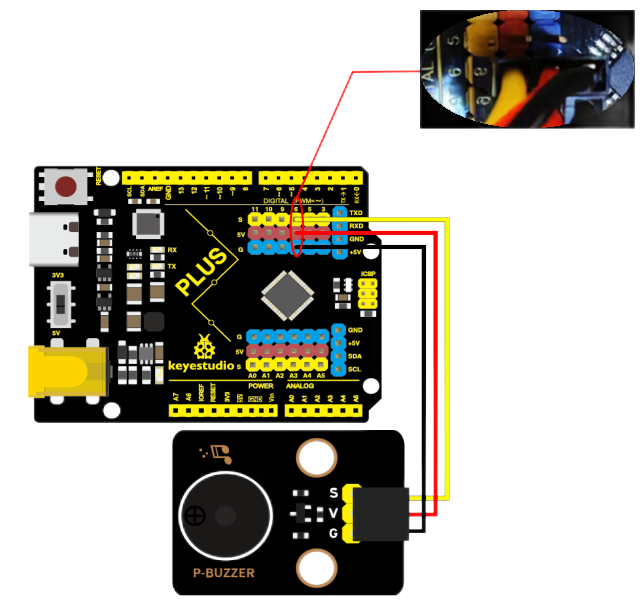 5
6
9
RESET
SCL
SDA
AREF
GND
13
12
~11
~10
~9
8
7
~6
~5
4
~3
2
TX→1
RX←0
DIGITAL (PWM=~)
11 10 9 6 5 3
S
5V
G
TXD
RXD
GND
+5V
RX
TX
PLUS
3V3
5V
ICSP
keyestudio
G
5V
S
A0 A1 A2 A3 A4 A5
GND
+5V
SDA
SCL
POWER
ANALOG
A7
A6
IOREF
RESET
3V3
5V
GND
Vin
A0
A1
A2
A3
A4
A5
S
V
G
P-BUZZER